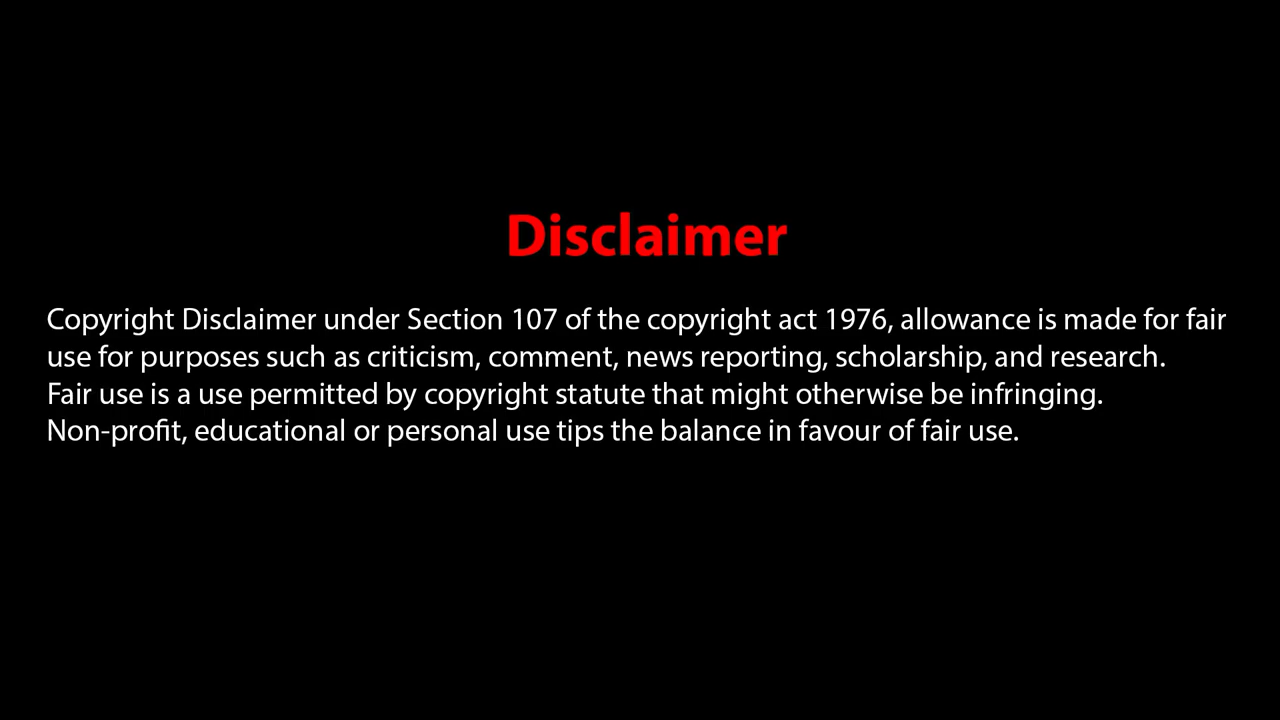 Disclaimer
Copyright Disclaimer under Section 107 of the copyright act 1976, allowance is made for fair
use for purposes such as criticism, comment, news reporting, scholarship, and research.
Fair use is a use permitted by copyright statute that might otherwise be infringing.
Non-profit, educational or personal use tips the balance in favour of fair use.